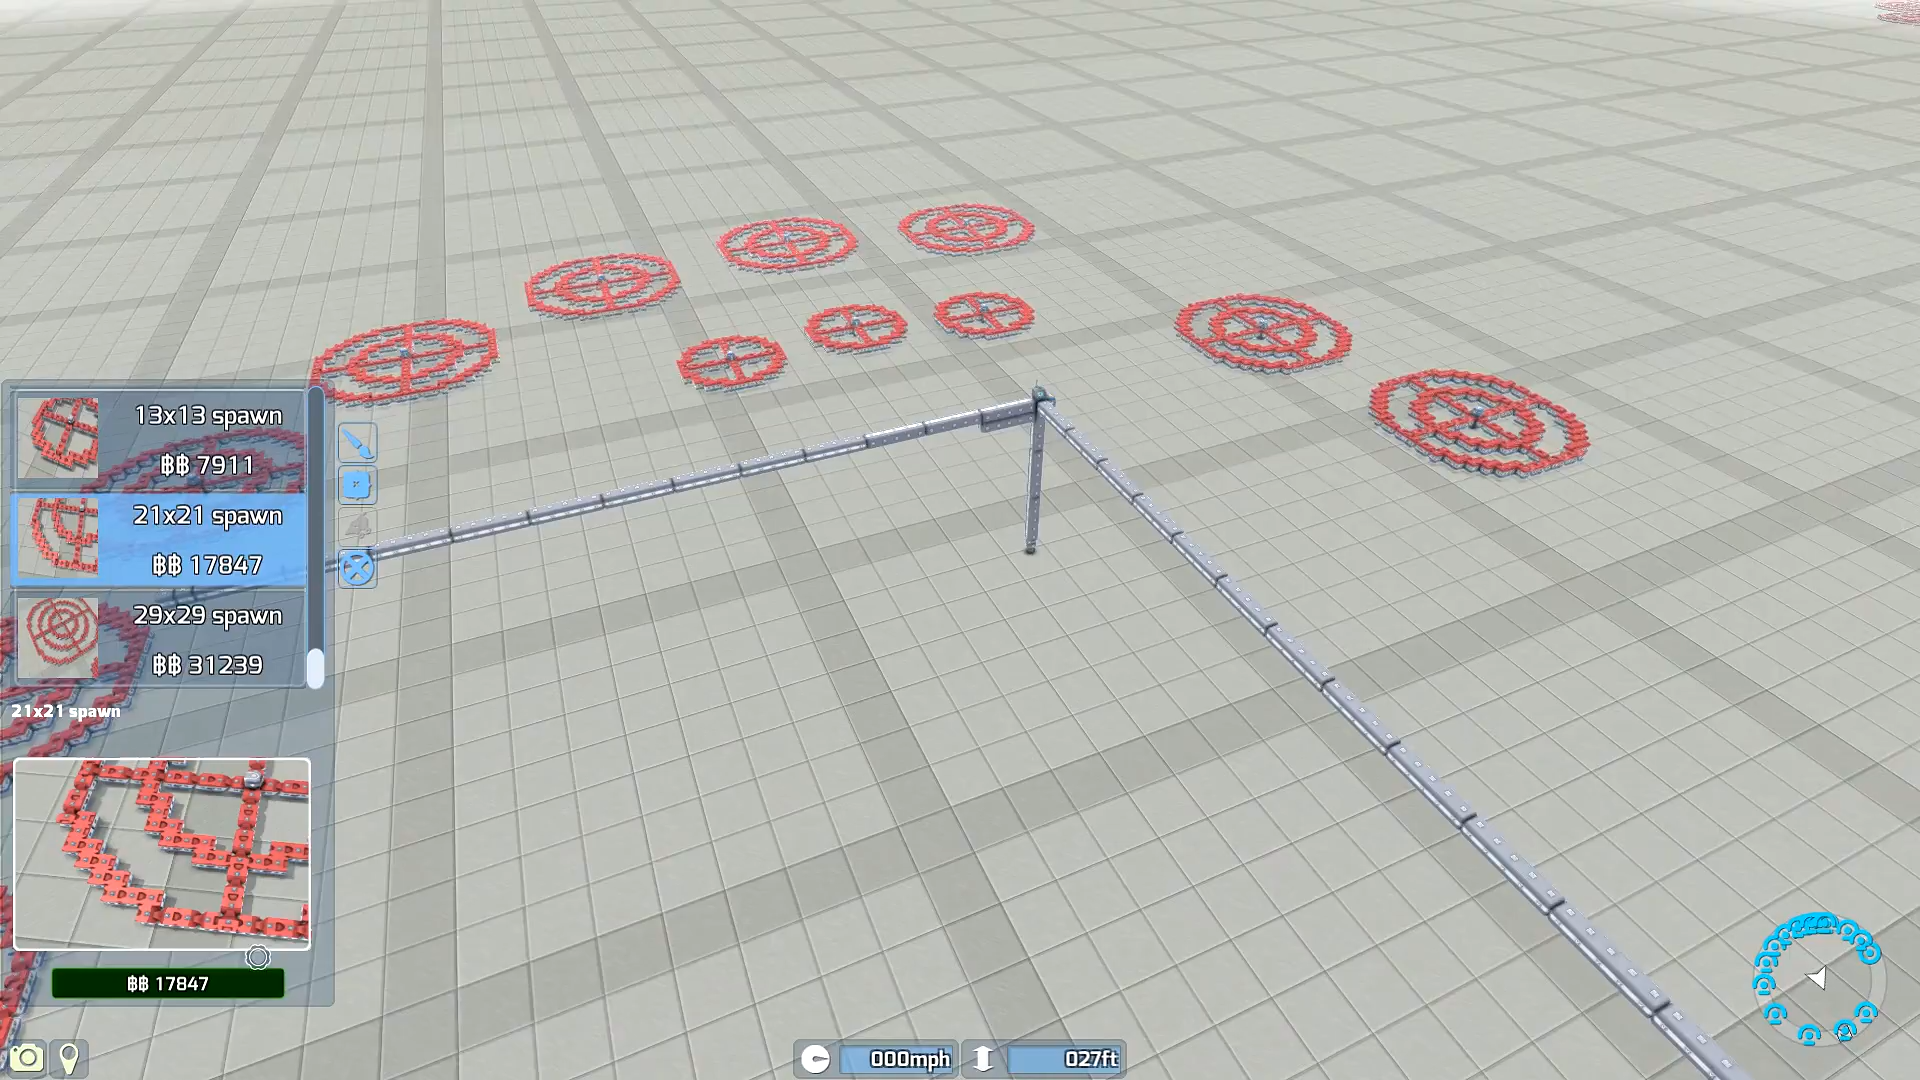 13x13 spawn
฿฿ 7911
21x21 spawn
฿฿ 17847
29x29 spawn
฿฿ 31239
21x21 spawn
฿฿ 17847
000mph
027ft